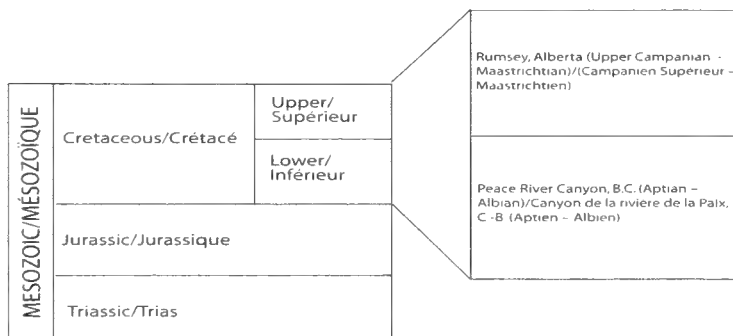 MESOZOIC/MÉSOZOÏQUE
Cretaceous/Crétacé
Upper/
Supérieur
Lower/
Inférieur
Jurassic/Jurassique
Triassic/Trias
Rumsey, Alberta (Upper Campanian -
Maastrichtian)/(Campanien Supérieur -
Maastrichtien)
Peace River Canyon, B.C. (Aptian –
Albian)/Canyon de la rivière de la Paix,
C -B (Aptien – Albien)